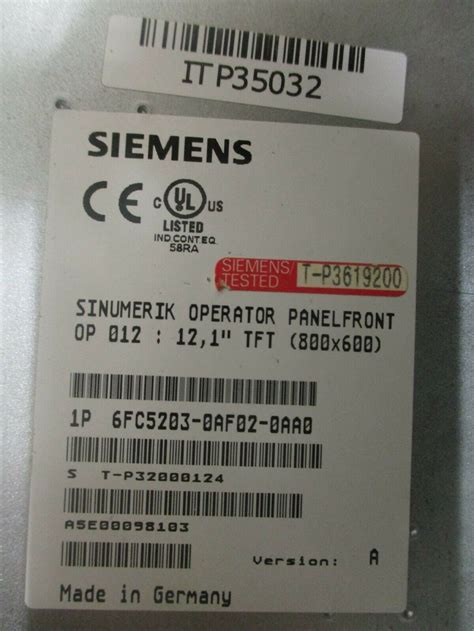 ITP35032
SIEMENS
CE C UL US
LISTED
IND.CONT.EQ.
58RA
SIEMENS/
TESTED
T-P3619200
SINUMERIK OPERATOR PANELFRONT
OP 012 : 12,1" TFT (800x600)
1P 6FC5203-0AF02-0AA0
S T-P32000124
A5E00098103
Version: A
Made in Germany